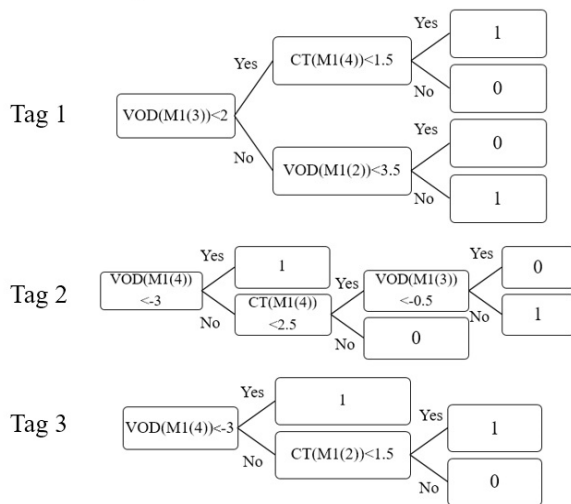 Tag 1
VOD(M1(3))<2
Yes
No
CT(M1(4))<1.5
Yes
1
No
0
VOD(M1(2))<3.5
Yes
0
No
1
Tag 2
VOD(M1(4))
<-3
Yes
1
No
CT(M1(4))
<2.5
Yes
VOD(M1(3))
<-0.5
Yes
0
No
1
No
0
Tag 3
VOD(M1(4))<-3
Yes
1
No
CT(M1(2))<1.5
Yes
1
No
0